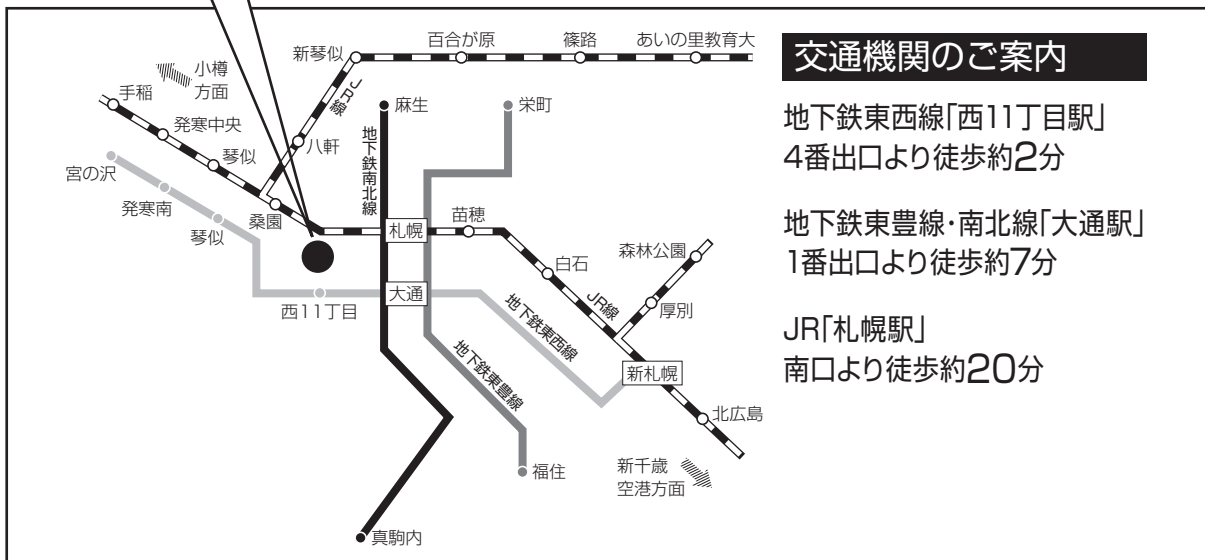 新琴似
百合が原
篠路
あいの里教育大
小樽
方面
手稲
JR線
麻生
栄町
発寒中央
八軒
地下鉄南北線
琴似
宮の沢
発寒南
桑園
琴似
札幌
苗穂
森林公園
白石
大通
西11丁目
JR線
厚別
地下鉄東西線
地下鉄東豊線
新札幌
北広島
福住
新千歳
空港方面
真駒内
交通機関のご案内
地下鉄東西線「西11丁目駅」
4番出口より徒歩約2分
地下鉄東豊線・南北線「大通駅」
1番出口より徒歩約7分
JR「札幌駅」
南口より徒歩約20分